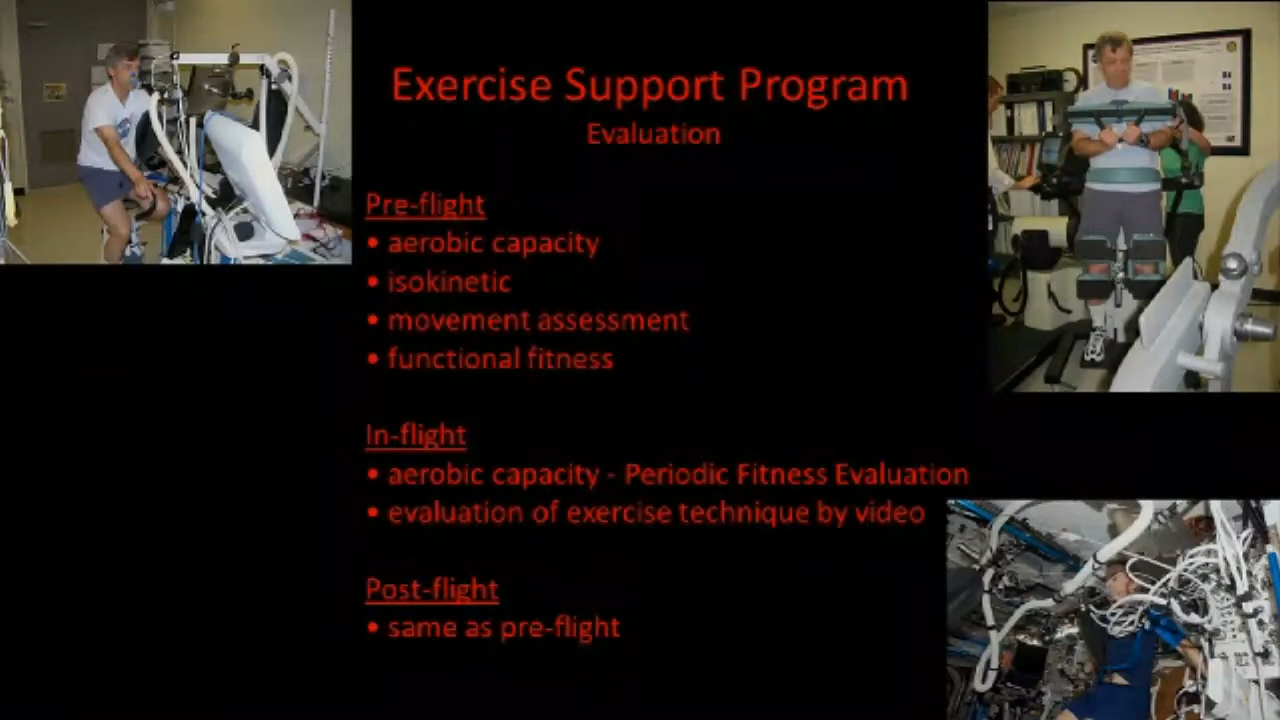 Exercise Support Program
Evaluation
Pre-flight
• aerobic capacity
• isokinetic
• movement assessment
• functional fitness
In-flight
• aerobic capacity - Periodic Fitness Evaluation
• evaluation of exercise technique by video
Post-flight
• same as pre-flight